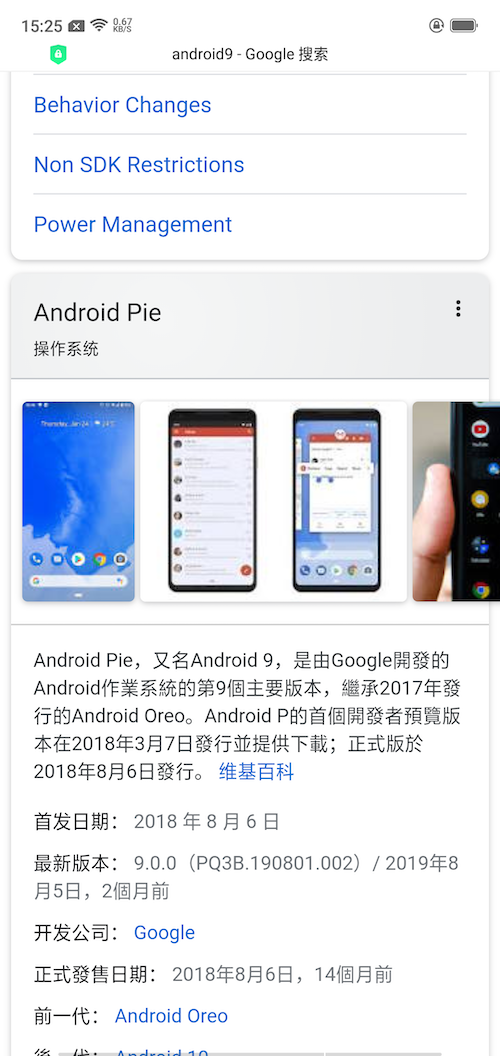 15:25 0.67 KB/S
android9 - Google 搜索
Behavior Changes
Non SDK Restrictions
Power Management
Android Pie
操作系统
Android Pie，又名Android 9，是由Google開發的
Android作業系統的第9個主要版本，繼承2017年發
行的Android Oreo。Android P的首個開發者預覽版
本在2018年3月7日發行並提供下載；正式版於
2018年8月6日發行。 维基百科
首发日期： 2018 年 8 月 6 日
最新版本： 9.0.0（PQ3B.190801.002）/ 2019年8
月5日，2個月前
开发公司： Google
正式發售日期： 2018年8月6日，14個月前
前一代： Android Oreo
後一代： Android 10